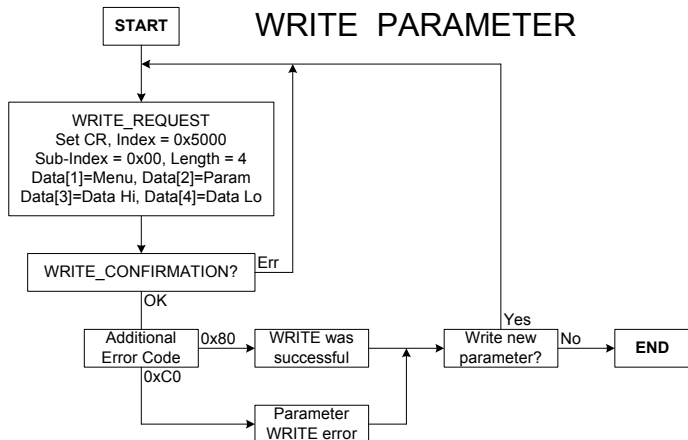 START
WRITE PARAMETER
WRITE_REQUEST
Set CR, Index = 0x5000
Sub-Index = 0x00, Length = 4
Data[1]=Menu, Data[2]=Param
Data[3]=Data Hi, Data[4]=Data Lo
WRITE_CONFIRMATION?
Err
OK
Additional
Error Code
0x80
0xC0
WRITE was
successful
Parameter
WRITE error
Write new
parameter?
Yes
No
END